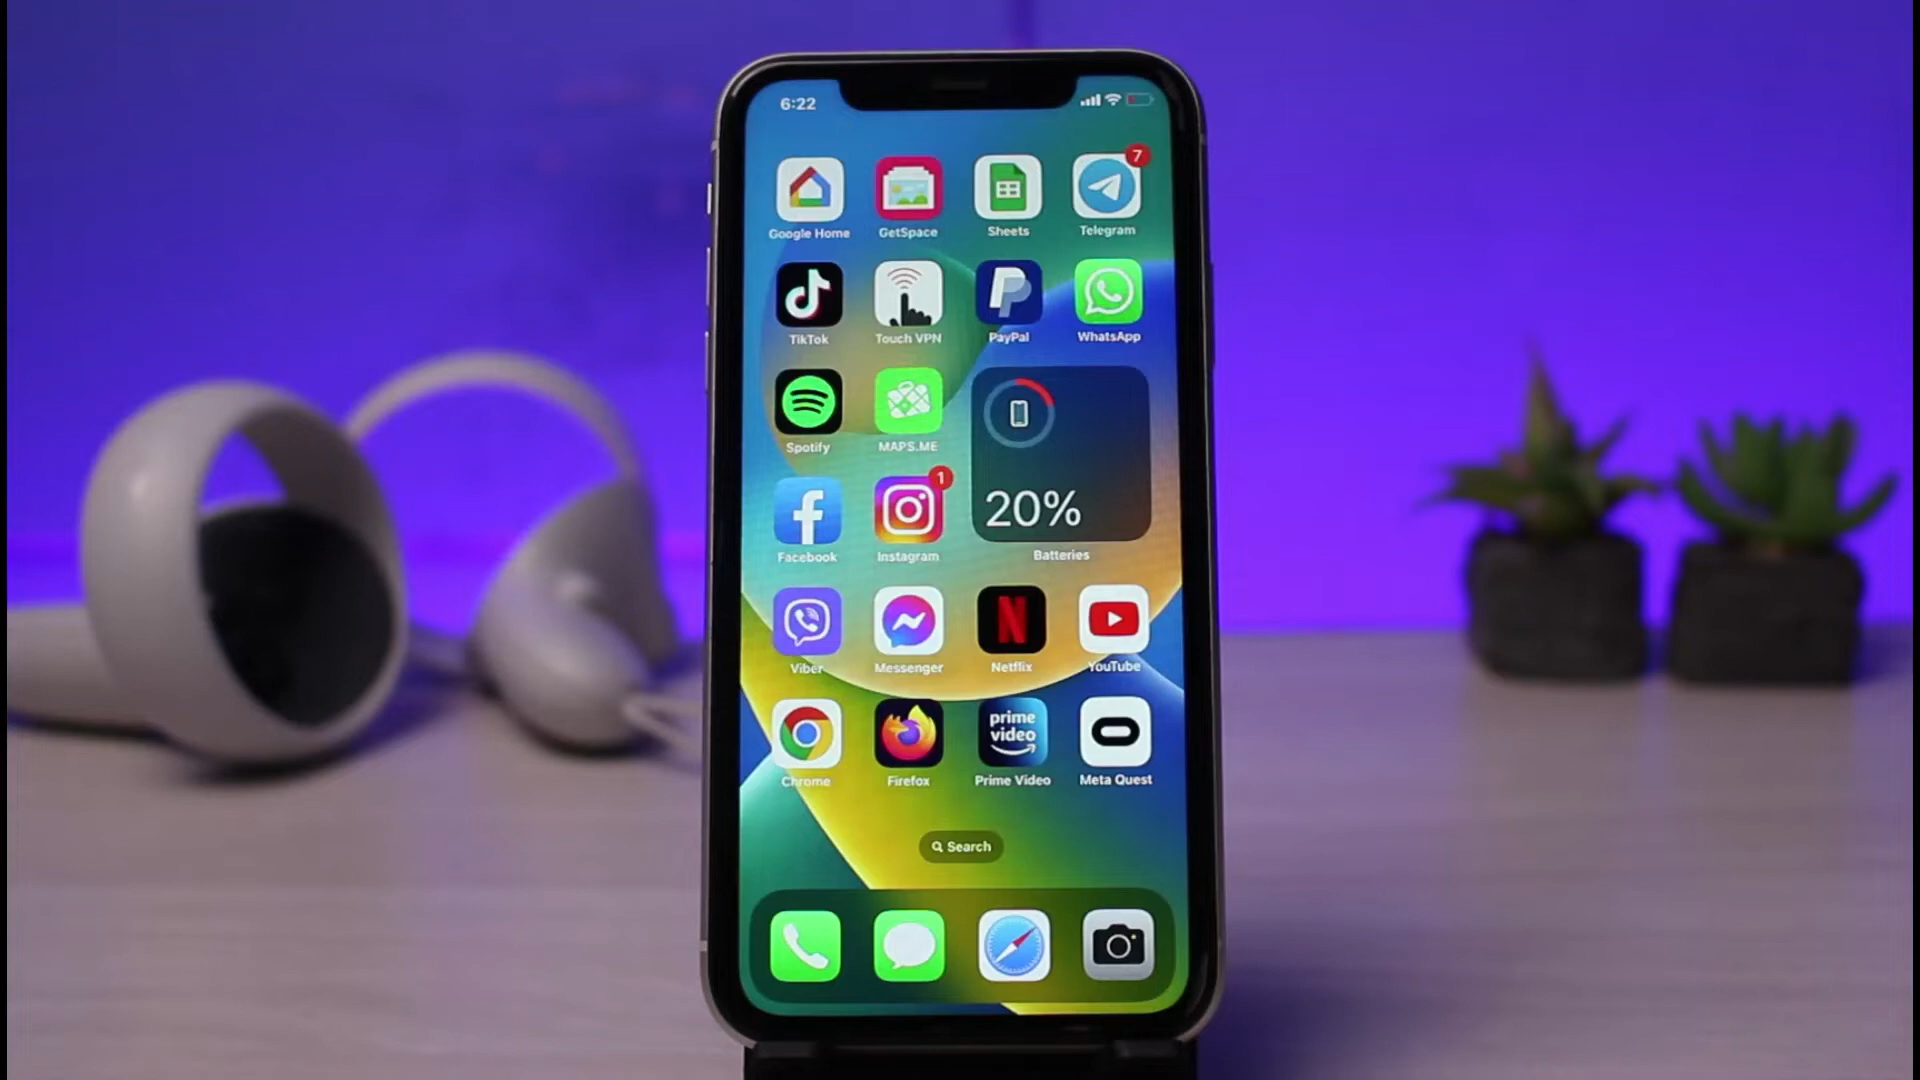 6:22
7
Google Home GetSpace Sheets Telegram
TikTok Touch VPN PayPal WhatsApp
Spotify MAPS.ME
20%
1
Facebook Instagram Batteries
Viber Messenger Netflix YouTube
prime
video
Chrome Firefox Prime Video Meta Quest
Search